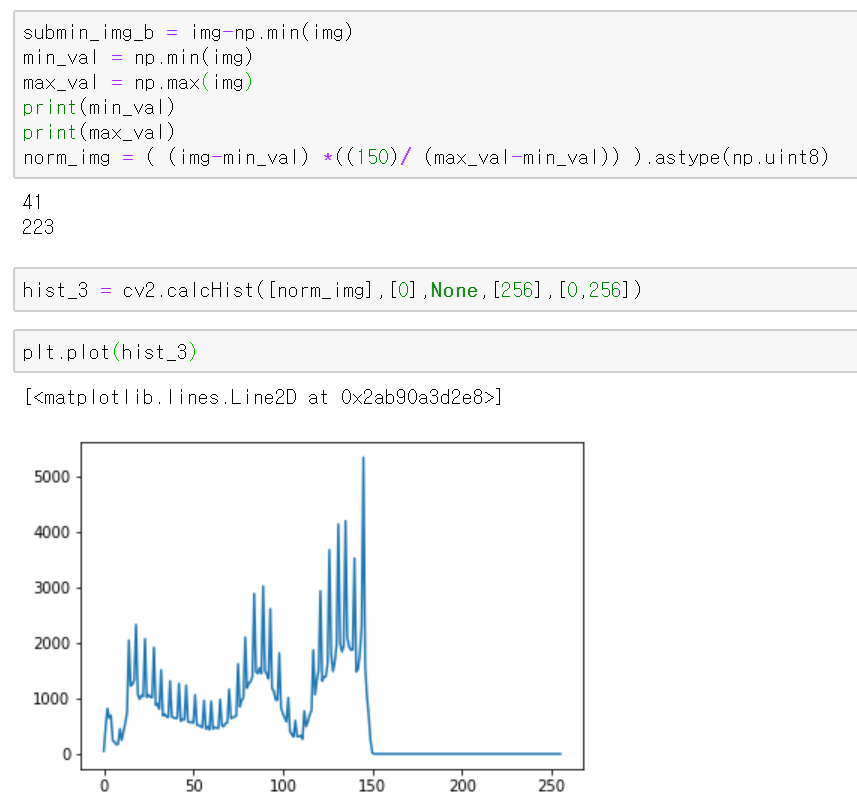 submin_img_b = img-np.min(img)
min_val = np.min(img)
max_val = np.max(img)
print(min_val)
print(max_val)
norm_img = ( (img-min_val) *((150)/ (max_val-min_val)) ).astype(np.uint8)
41
223
hist_3 = cv2.calcHist([norm_img],[0],None,[256],[0,256])
plt.plot(hist_3)
[<matplotlib.lines.Line2D at 0x2ab90a3d2e8>]
5000
4000
3000
2000
1000
0
0 50 100 150 200 250